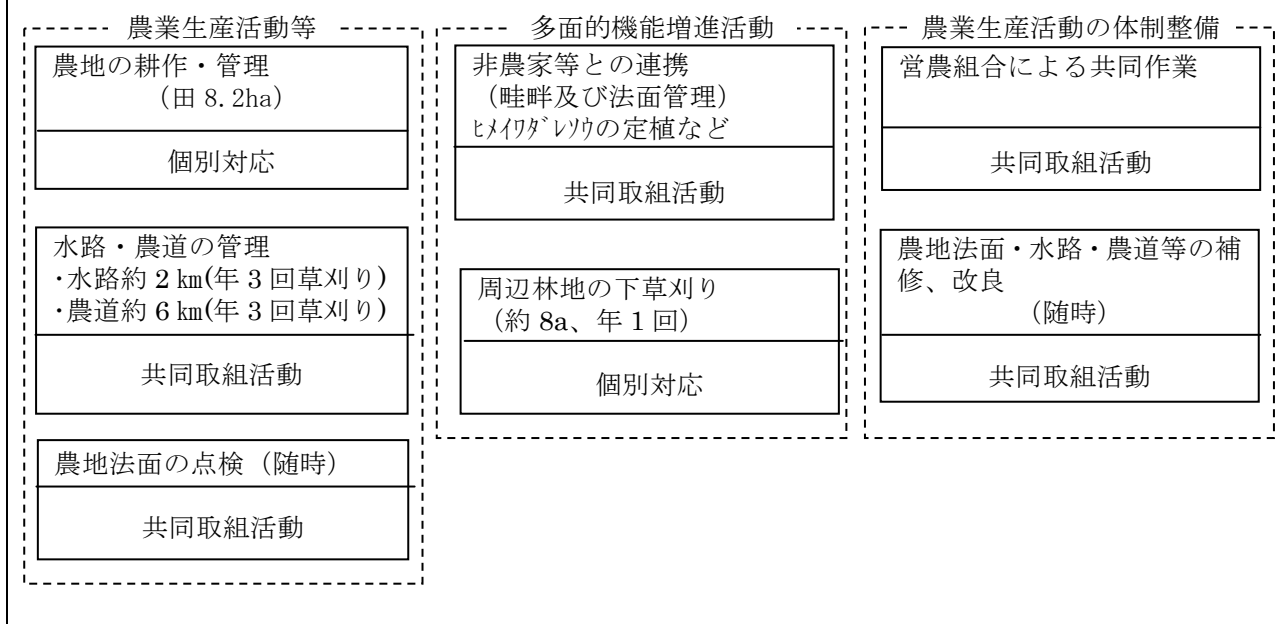 農業生産活動等
農地の耕作・管理
（田 8.2ha）
個別対応
水路・農道の管理
・水路約 2 ㎞(年 3 回草刈り)
・農道約 6 ㎞(年 3 回草刈り)
共同取組活動
農地法面の点検（随時）
共同取組活動
多面的機能増進活動
非農家等との連携
（畦畔及び法面管理）
ﾋﾒｲﾜﾀﾞﾚｿｳの定植など
共同取組活動
周辺林地の下草刈り
（約 8a、年 1 回）
個別対応
農業生産活動の体制整備
営農組合による共同作業
共同取組活動
農地法面・水路・農道等の補
修、改良
（随時）
共同取組活動